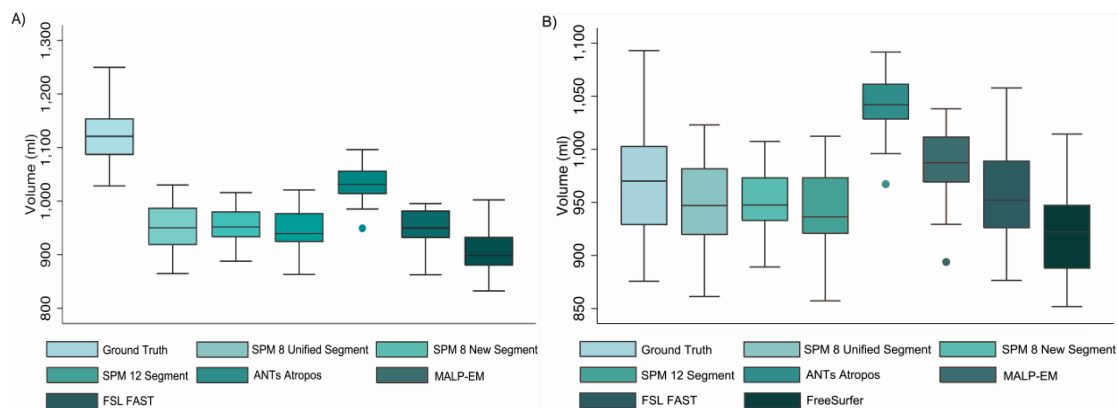 A)
1,300
1,200
1,100
1,000
900
800
Volume (ml)
Ground Truth
SPM 8 Unified Segment
SPM 8 New Segment
SPM 12 Segment
ANTs Atropos
MALP-EM
FSL FAST
B)
1,100
1,050
1,000
950
900
850
Volume (ml)
Ground Truth
SPM 8 Unified Segment
SPM 8 New Segment
SPM 12 Segment
ANTs Atropos
MALP-EM
FSL FAST
FreeSurfer